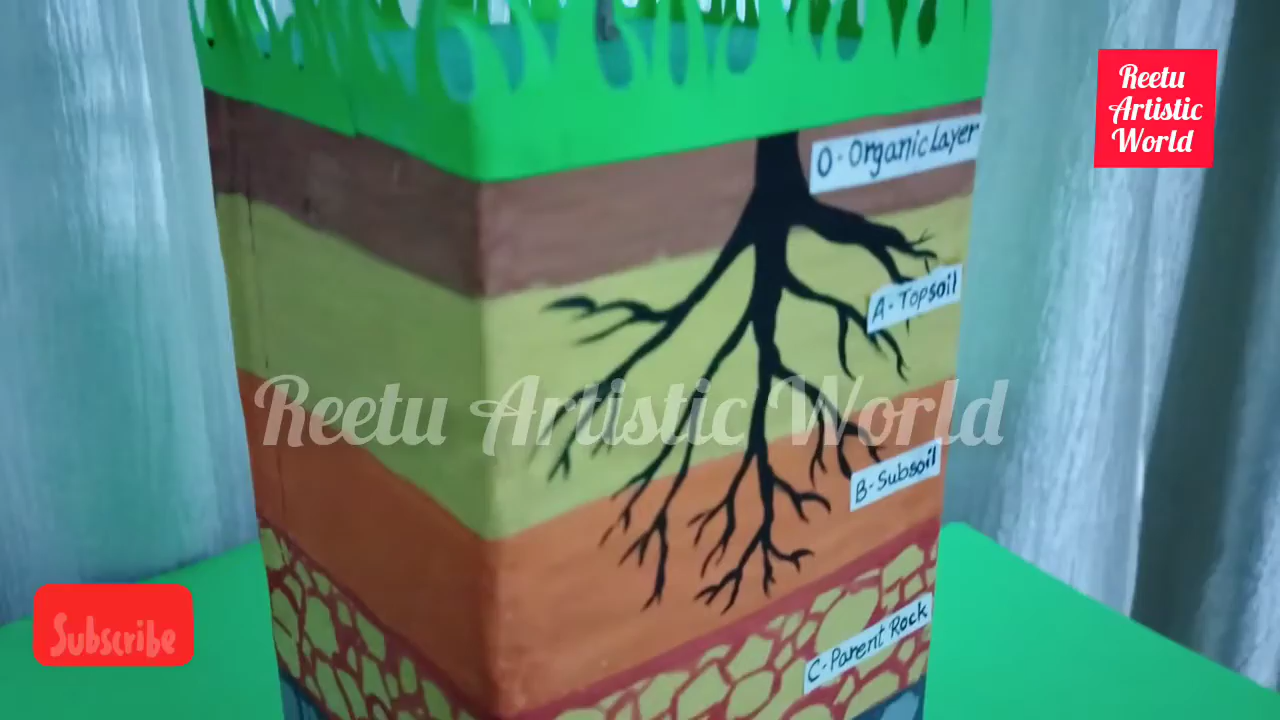 Reetu
Artistic
World
O - Organic Layer
A - Topsoil
Reetu Artistic World
B - Subsoil
C - Parent Rock
Subscribe